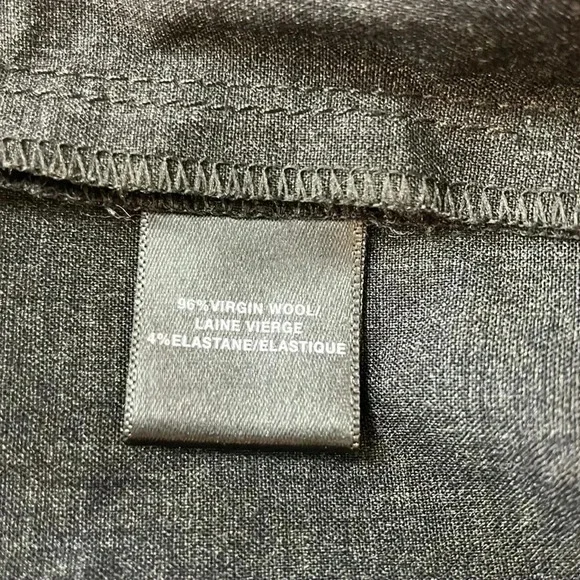 96% VIRGIN WOOL/
LAINE VIERGE
4% ELASTANE/ELASTIQUE